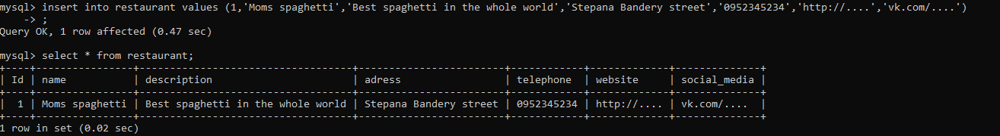 mysql> insert into restaurant values (1,'Moms spaghetti','Best spaghetti in the whole world','Stepana Bandery street','0952345234','http://....','vk.com/....')
    -> ;
Query OK, 1 row affected (0.47 sec)
mysql> select * from restaurant;
+----+----------------+-----------------------------------+------------------------+------------+-------------+--------------+
| Id | name           | description                       | adress                 | telephone  | website     | social_media |
+----+----------------+-----------------------------------+------------------------+------------+-------------+--------------+
|  1 | Moms spaghetti | Best spaghetti in the whole world | Stepana Bandery street | 0952345234 | http://.... | vk.com/....  |
+----+----------------+-----------------------------------+------------------------+------------+-------------+--------------+
1 row in set (0.02 sec)